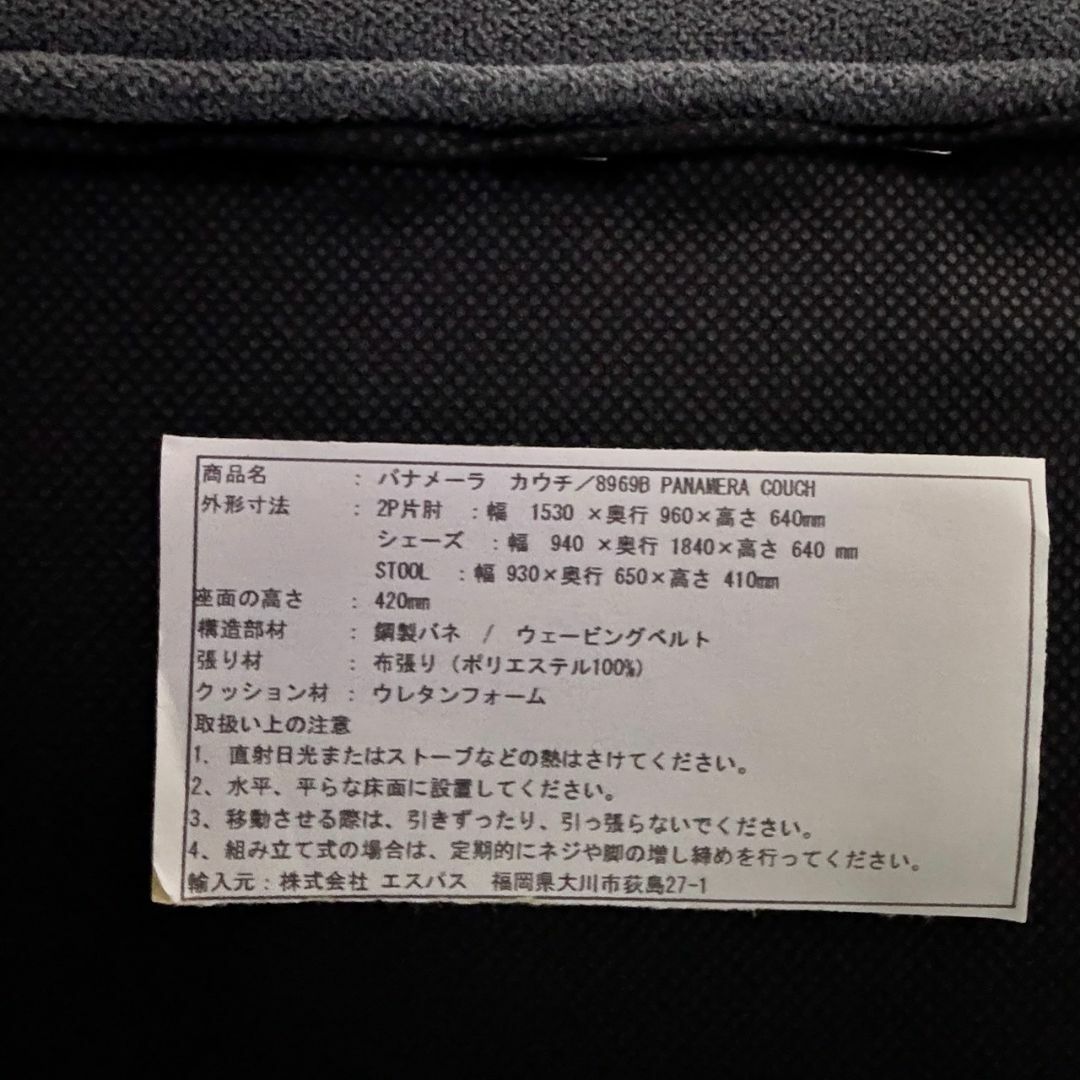 商品名 : パナメーラ カウチ/8969B PANAMERA COUCH
外形寸法 : 2P片肘 :幅 1530 ×奥行 960×高さ 640mm
シェーズ :幅 940 ×奥行 1840×高さ 640 mm
STOOL :幅 930×奥行 650×高さ 410mm
座面の高さ : 420mm
構造部材 : 鋼製バネ / ウェービングベルト
張り材 : 布張り(ポリエステル100%)
クッション材 : ウレタンフォーム
取扱い上の注意
1、直射日光またはストーブなどの熱はさけてください。
2、水平、平らな床面に設置してください。
3、移動させる際は、引きずったり、引っ張らないでください。
4、組み立て式の場合は、定期的にネジや脚の増し締めを行ってください。
輸入元:株式会社 エスパス 福岡県大川市荻島27-1